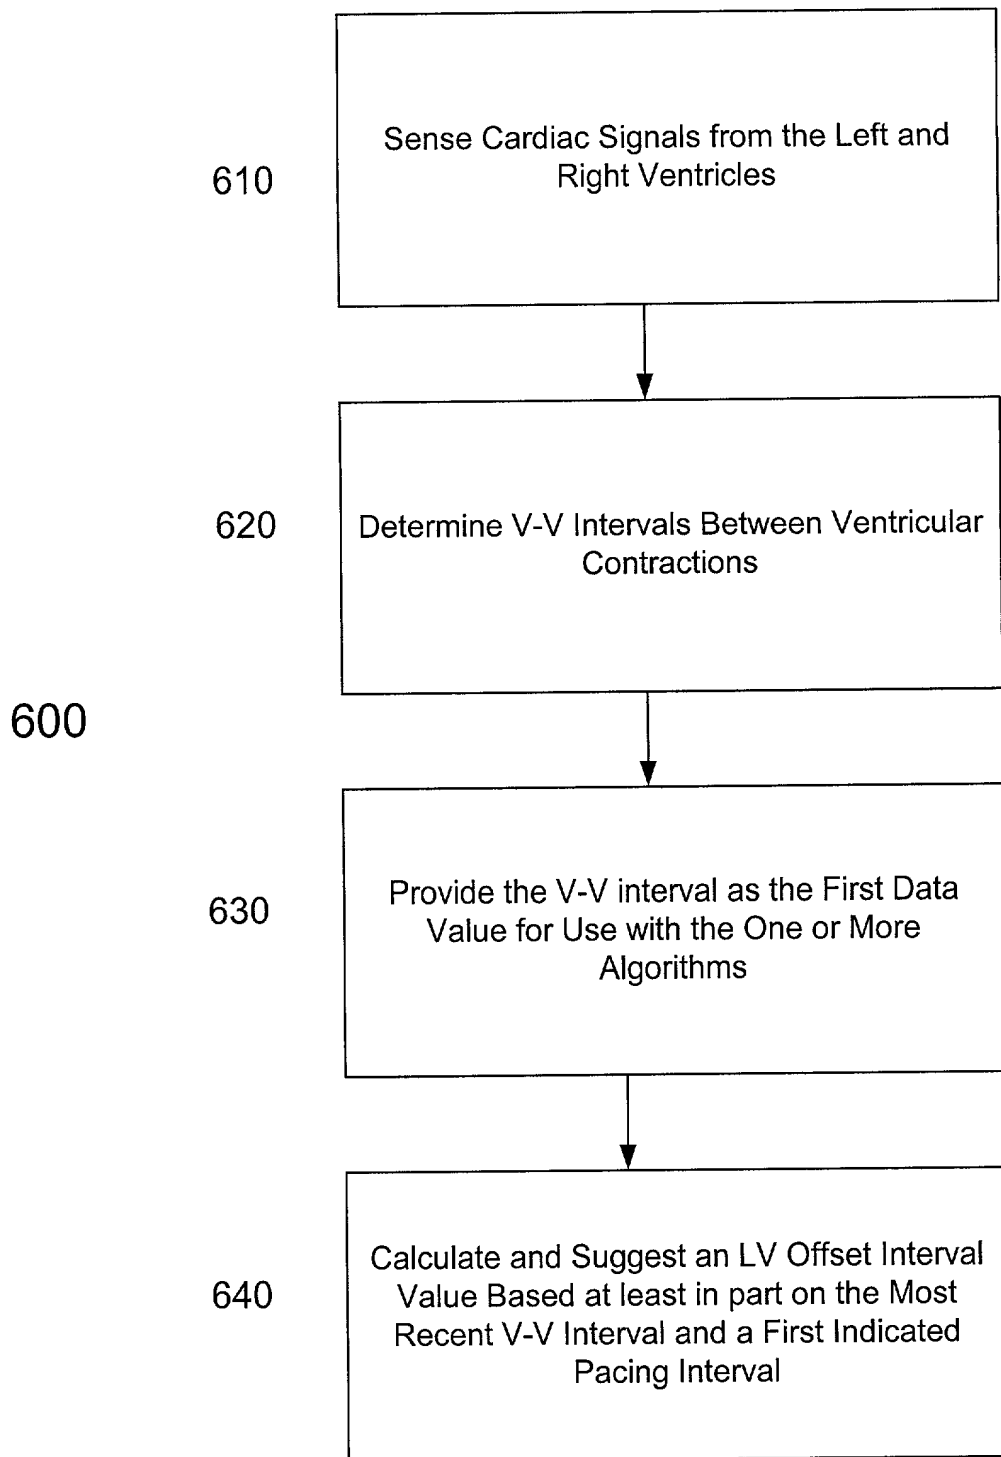 Sense Cardiac Signals from the Left and
Right Ventricles
610
Determine V-V Intervals Between Ventricular
Contractions
620
600
Provide the V-V interval as the First Data
Value for Use with the One or More
Algorithms
630
Calculate and Suggest an LV Offset Interval
Value Based at least in part on the Most
Recent V-V Interval and a First Indicated
Pacing Interval
640